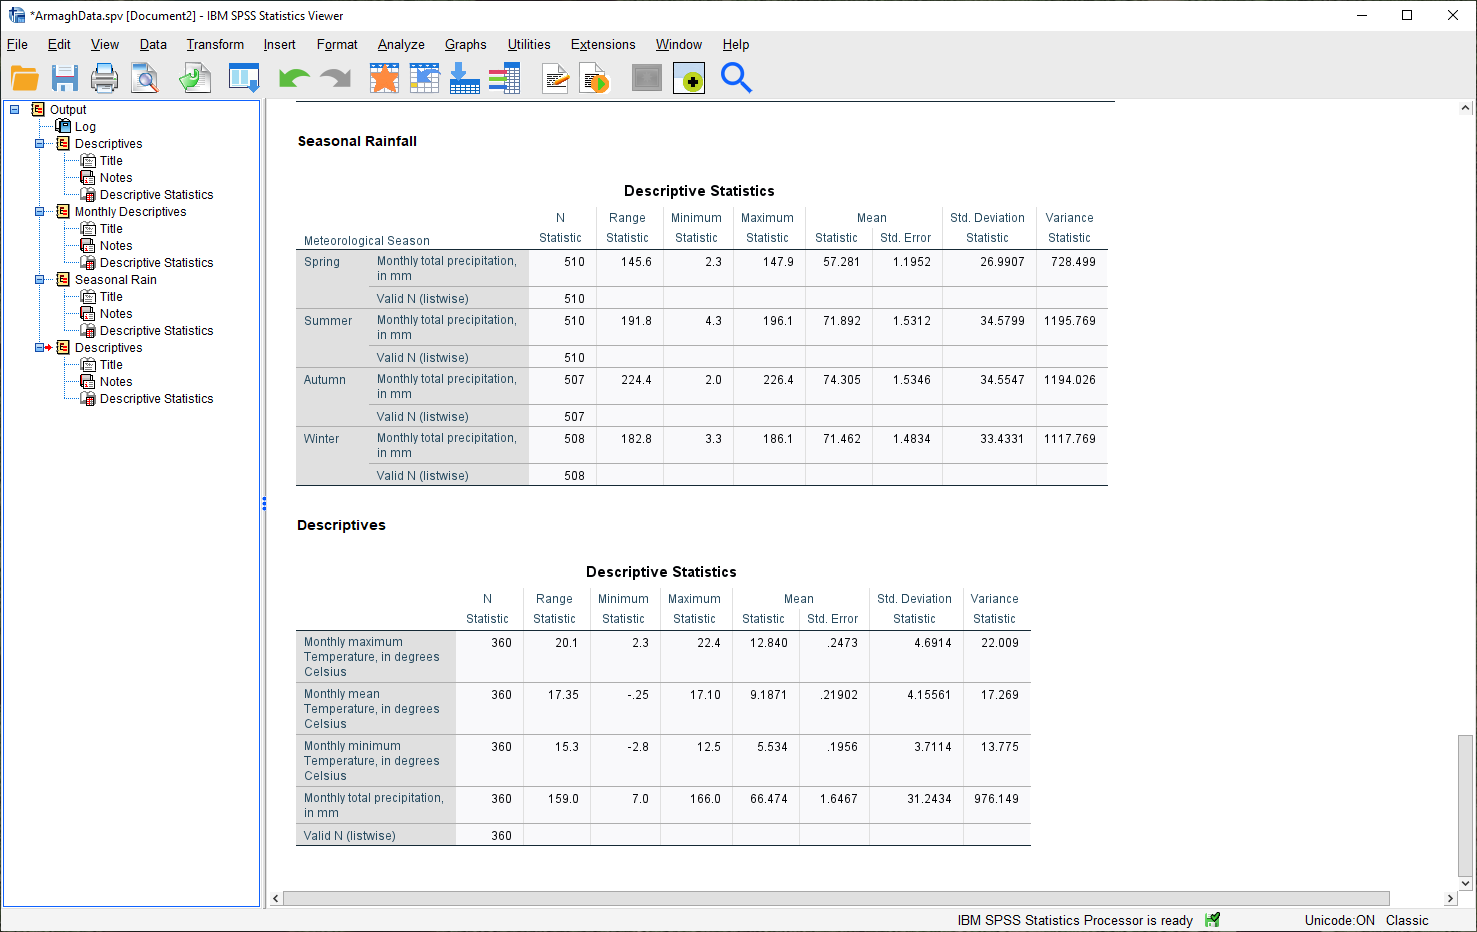 *ArmaghData.spv [Document2] - IBM SPSS Statistics Viewer
File Edit View Data Transform Insert Format Analyze Graphs Utilities Extensions Window Help
Output
Log
Descriptives
Title
Notes
Descriptive Statistics
Monthly Descriptives
Title
Notes
Descriptive Statistics
Seasonal Rain
Title
Notes
Descriptive Statistics
Descriptives
Title
Notes
Descriptive Statistics
Seasonal Rainfall
Descriptive Statistics
N Range Minimum Maximum Mean Std. Deviation Variance
Meteorological Season Statistic Statistic Statistic Statistic Statistic Std. Error Statistic Statistic
Spring Monthly total precipitation, 510 145.6 2.3 147.9 57.281 1.1952 26.9907 728.499
in mm
Valid N (listwise) 510
Summer Monthly total precipitation, 510 191.8 4.3 196.1 71.892 1.5312 34.5799 1195.769
in mm
Valid N (listwise) 510
Autumn Monthly total precipitation, 507 224.4 2.0 226.4 74.305 1.5346 34.5547 1194.026
in mm
Valid N (listwise) 507
Winter Monthly total precipitation, 508 182.8 3.3 186.1 71.462 1.4834 33.4331 1117.769
in mm
Valid N (listwise) 508
Descriptives
Descriptive Statistics
N Range Minimum Maximum Mean Std. Deviation Variance
Statistic Statistic Statistic Statistic Statistic Std. Error Statistic Statistic
Monthly maximum 360 20.1 2.3 22.4 12.840 .2473 4.6914 22.009
Temperature, in degrees
Celsius
Monthly mean 360 17.35 -.25 17.10 9.1871 .21902 4.15561 17.269
Temperature, in degrees
Celsius
Monthly minimum 360 15.3 -2.8 12.5 5.534 .1956 3.7114 13.775
Temperature, in degrees
Celsius
Monthly total precipitation, 360 159.0 7.0 166.0 66.474 1.6467 31.2434 976.149
in mm
Valid N (listwise) 360
IBM SPSS Statistics Processor is ready Unicode:ON Classic